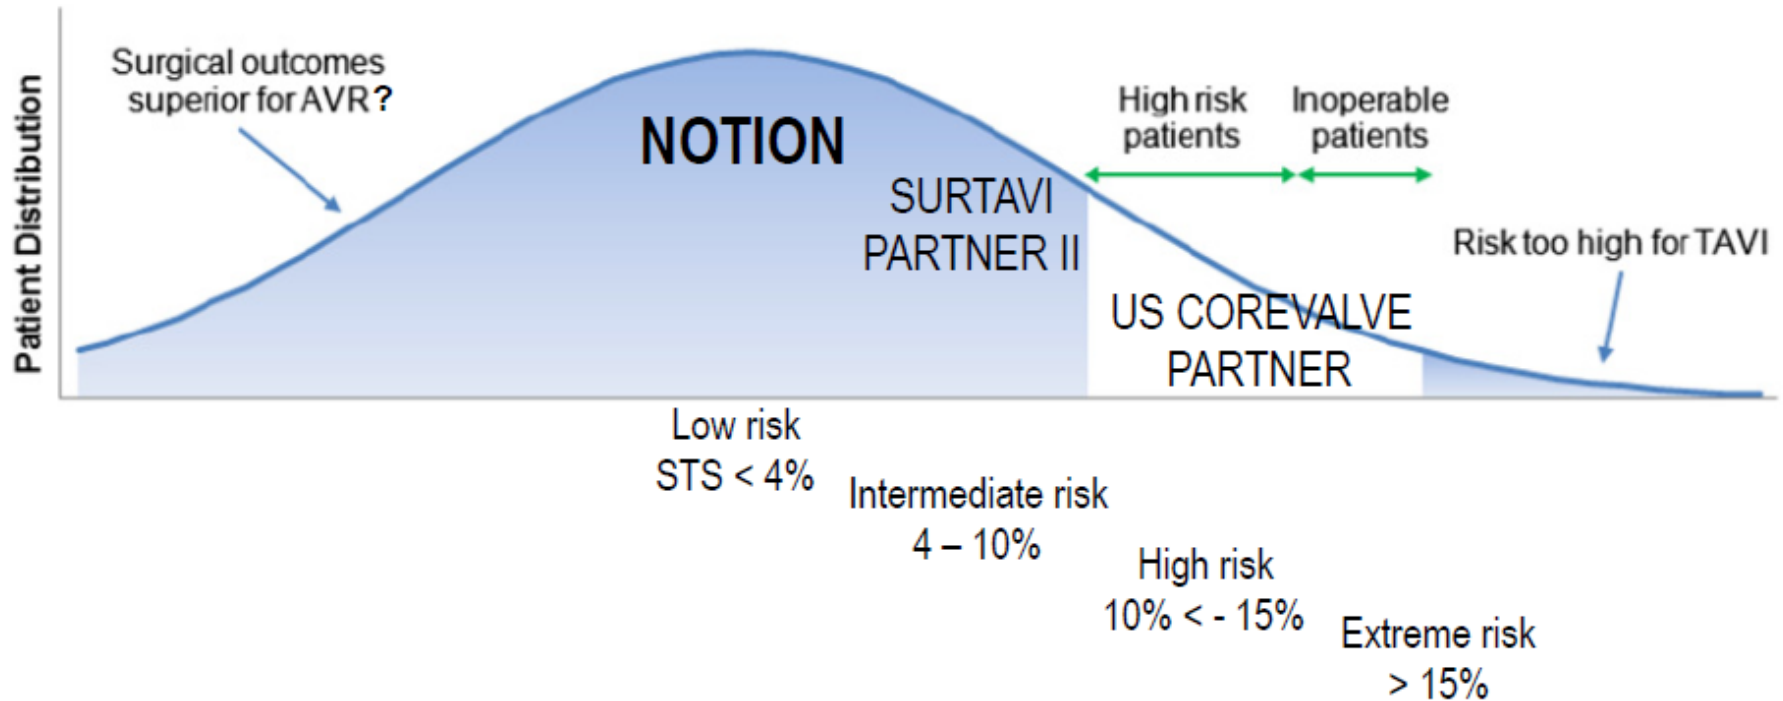 Patient Distribution
Surgical outcomes
superior for AVR?
NOTION
SURTAVI
PARTNER II
High risk
patients
Inoperable
patients
Risk too high for TAVI
US COREVALVE
PARTNER
Low risk
STS < 4%
Intermediate risk
4 – 10%
High risk
10% < - 15%
Extreme risk
> 15%